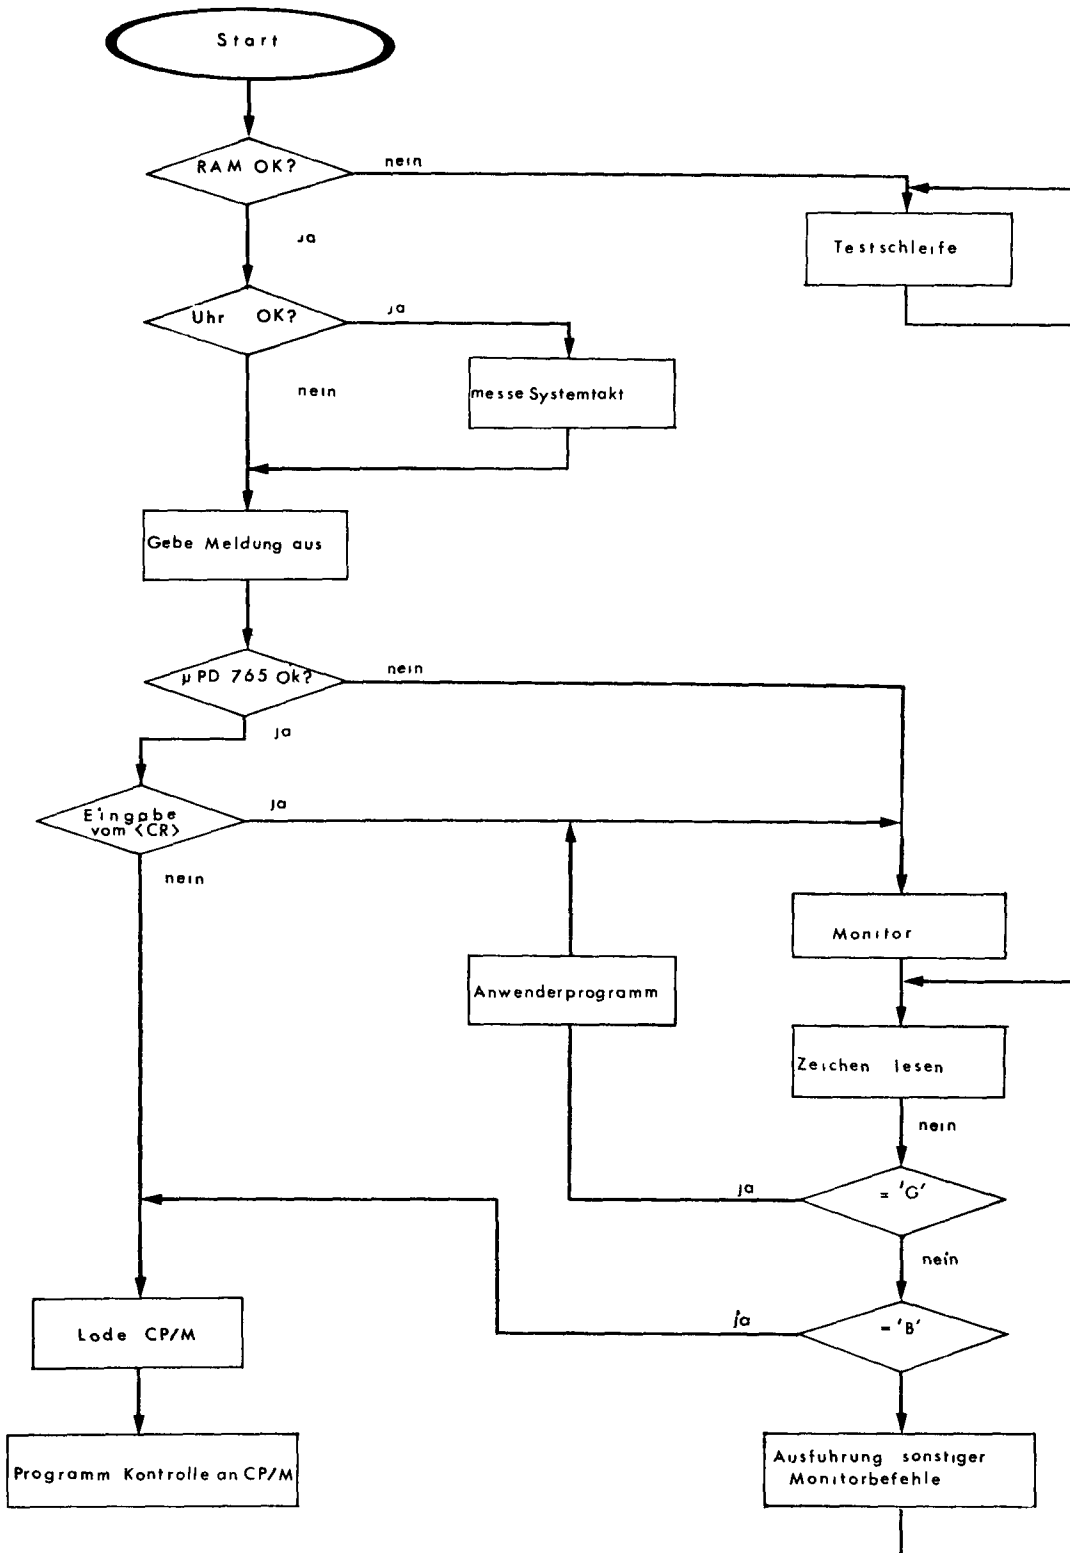 Start
RAM OK?
nein
ja
Testschleife
Uhr OK?
ja
nein
messe Systemtakt
Gebe Meldung aus
µPD 765 Ok?
nein
ja
Eingabe
vom <CR>
ja
nein
Monitor
Anwenderprogramm
Zeichen lesen
nein
= 'G'
ja
nein
Lode CP/M
= 'B'
ja
Programm Kontrolle an CP/M
Ausfuhrung sonstiger
Monitorbefehle